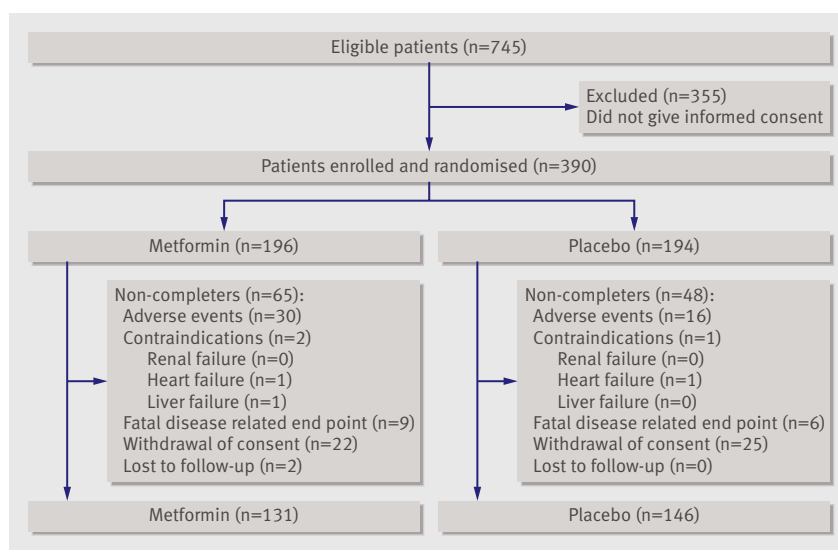 Eligible patients (n=745)
Excluded (n=355)
Did not give informed consent
Patients enrolled and randomised (n=390)
Metformin (n=196)
Placebo (n=194)
Non-completers (n=65):
Adverse events (n=30)
Contraindications (n=2)
Renal failure (n=0)
Heart failure (n=1)
Liver failure (n=1)
Fatal disease related end point (n=9)
Withdrawal of consent (n=22)
Lost to follow-up (n=2)
Non-completers (n=48):
Adverse events (n=16)
Contraindications (n=1)
Renal failure (n=0)
Heart failure (n=1)
Liver failure (n=0)
Fatal disease related end point (n=6)
Withdrawal of consent (n=25)
Lost to follow-up (n=0)
Metformin (n=131)
Placebo (n=146)